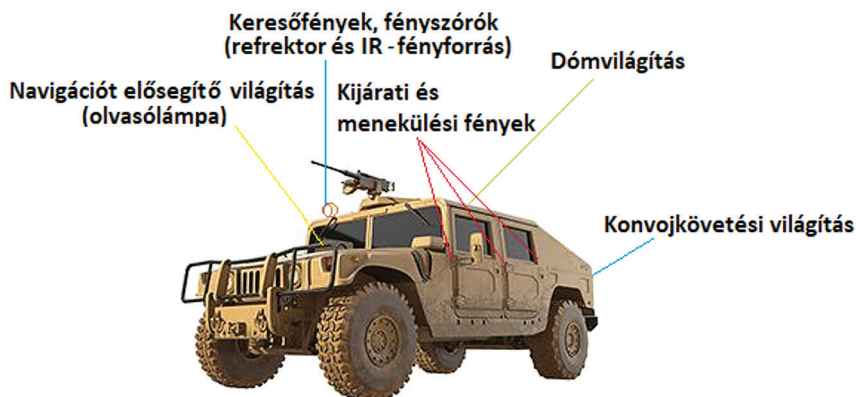 Keresőfények, fényszórók
(refrektor és IR - fényforrás)
Dómvilágítás
Navigációt elősegítő világítás
(olvasólámpa)
Kijárati és
menekülési fények
Konvojkövetési világítás